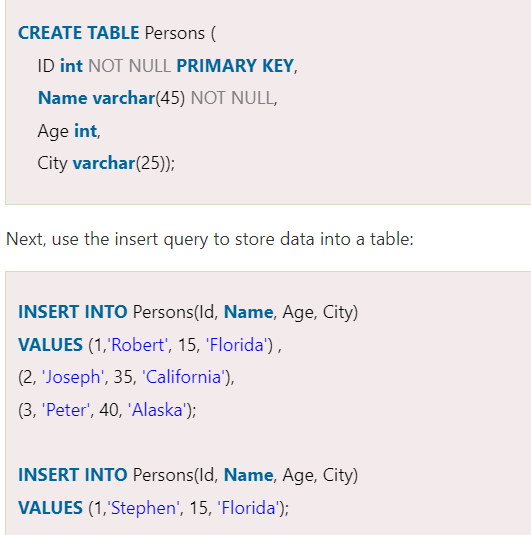 CREATE TABLE Persons (
ID int NOT NULL PRIMARY KEY,
Name varchar(45) NOT NULL,
Age int,
City varchar(25));
Next, use the insert query to store data into a table:
INSERT INTO Persons(Id, Name, Age, City)
VALUES (1,'Robert', 15, 'Florida') ,
(2, 'Joseph', 35, 'California'),
(3, 'Peter', 40, 'Alaska');
INSERT INTO Persons(Id, Name, Age, City)
VALUES (1,'Stephen', 15, 'Florida');